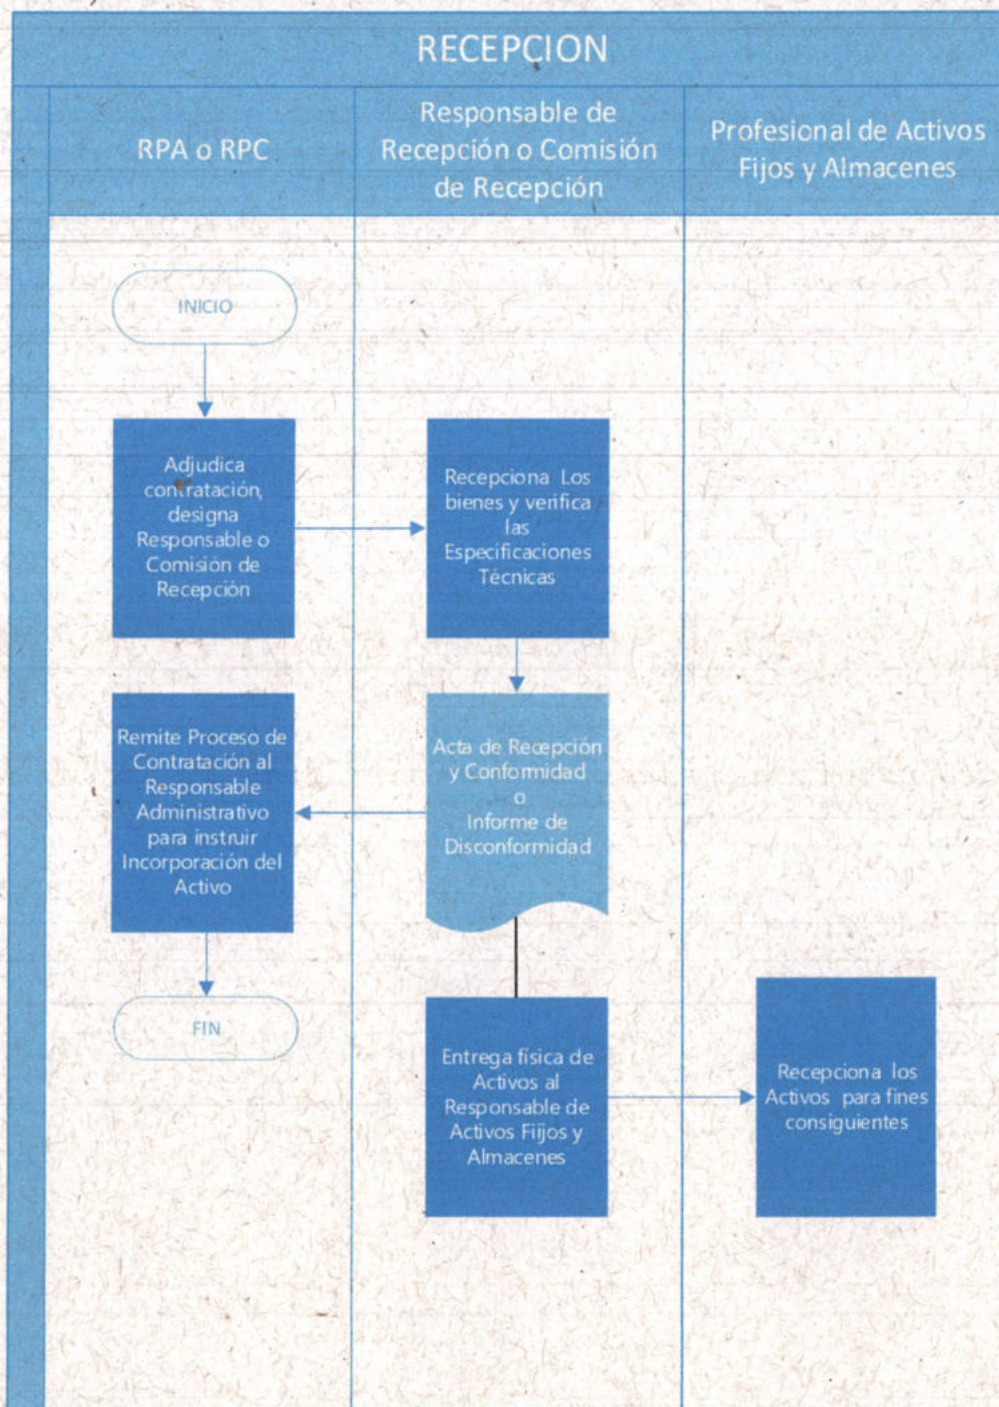 RECEPCION
RPA o RPC
Responsable de
Recepción o Comisión
de Recepción
Profesional de Activos
Fijos y Almacenes
INICIO
Adjudica
contratación,
designa
Responsable o
Comisión de
Recepción
Recepciona Los
bienes y verifica
las
Especificaciones
Técnicas
Remite Proceso de
Contratación al
Responsable
Administrativo
para instruir
Incorporación del
Activo
Acta de Recepción
y Conformidad
o
Informe de
Disconformidad
FIN
Entrega física de
Activos al
Responsable de
Activos Fiijos y
Almacenes
Recepciona los
Activos para fines
consiguientes